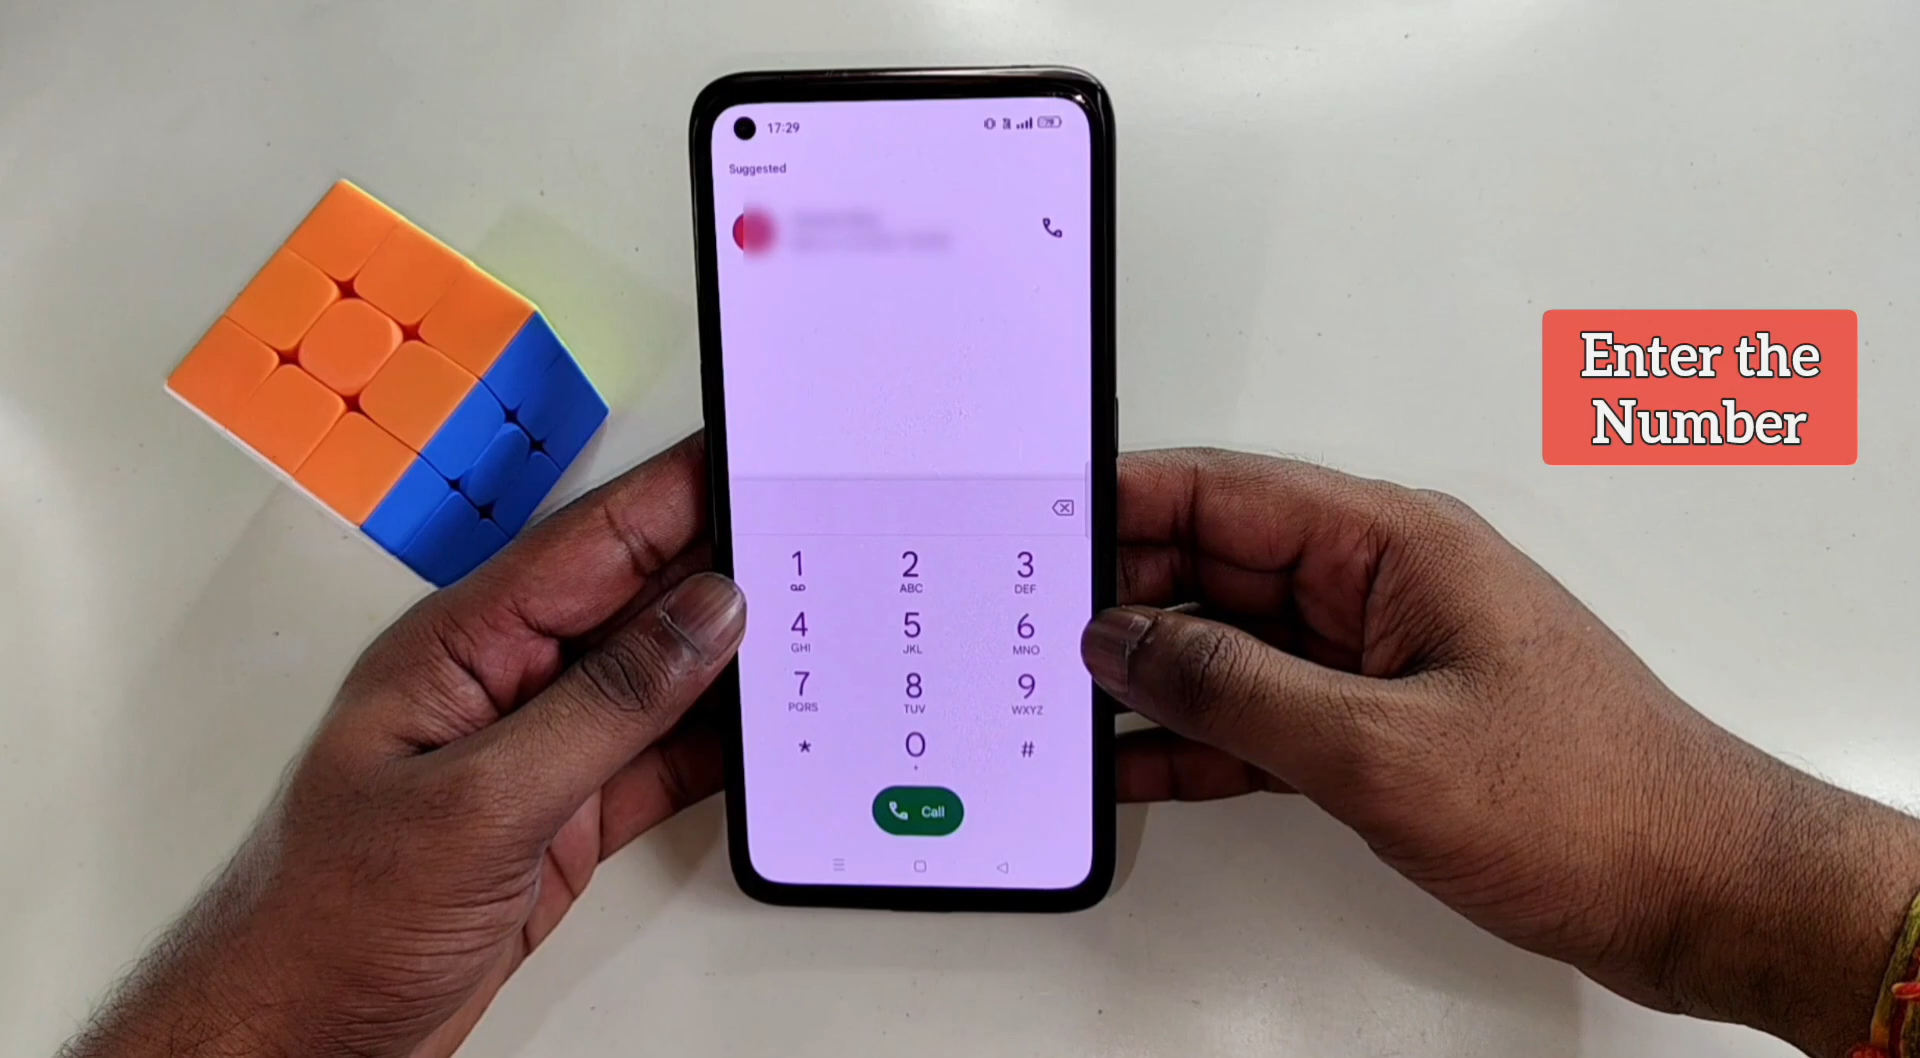 17:29
Suggested
Enter the
Number
1
2
ABC
3
DEF
4
GHI
5
JKL
6
MNO
7
PQRS
8
TUV
9
WXYZ
*
0
+
#
Call